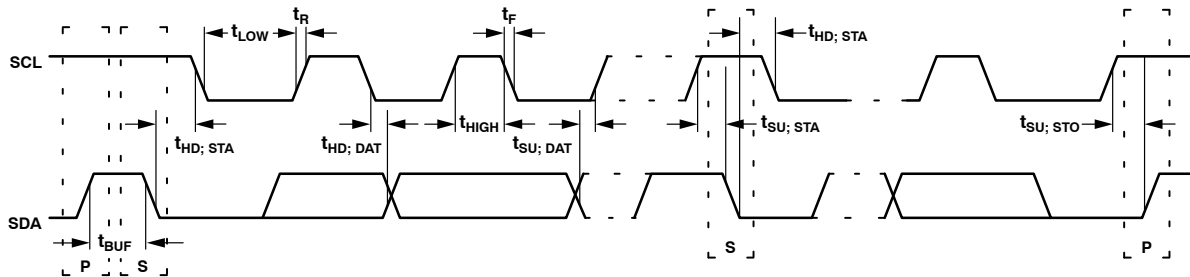 tR
tF
tLOW
tHD; STA
SCL
tHD; STA
tHD; DAT
tHIGH
tSU; DAT
tSU; STA
tSU; STO
SDA
tBUF
P
S
S
P